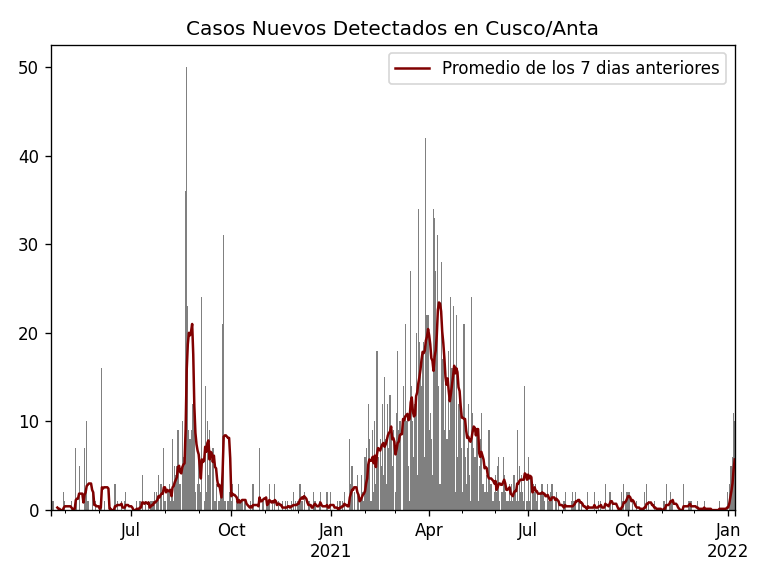 Casos Nuevos Detectados en Cusco/Anta
Promedio de los 7 dias anteriores
50
40
30
20
10
0
Jul
Oct
Jan
2021
Apr
Jul
Oct
Jan
2022